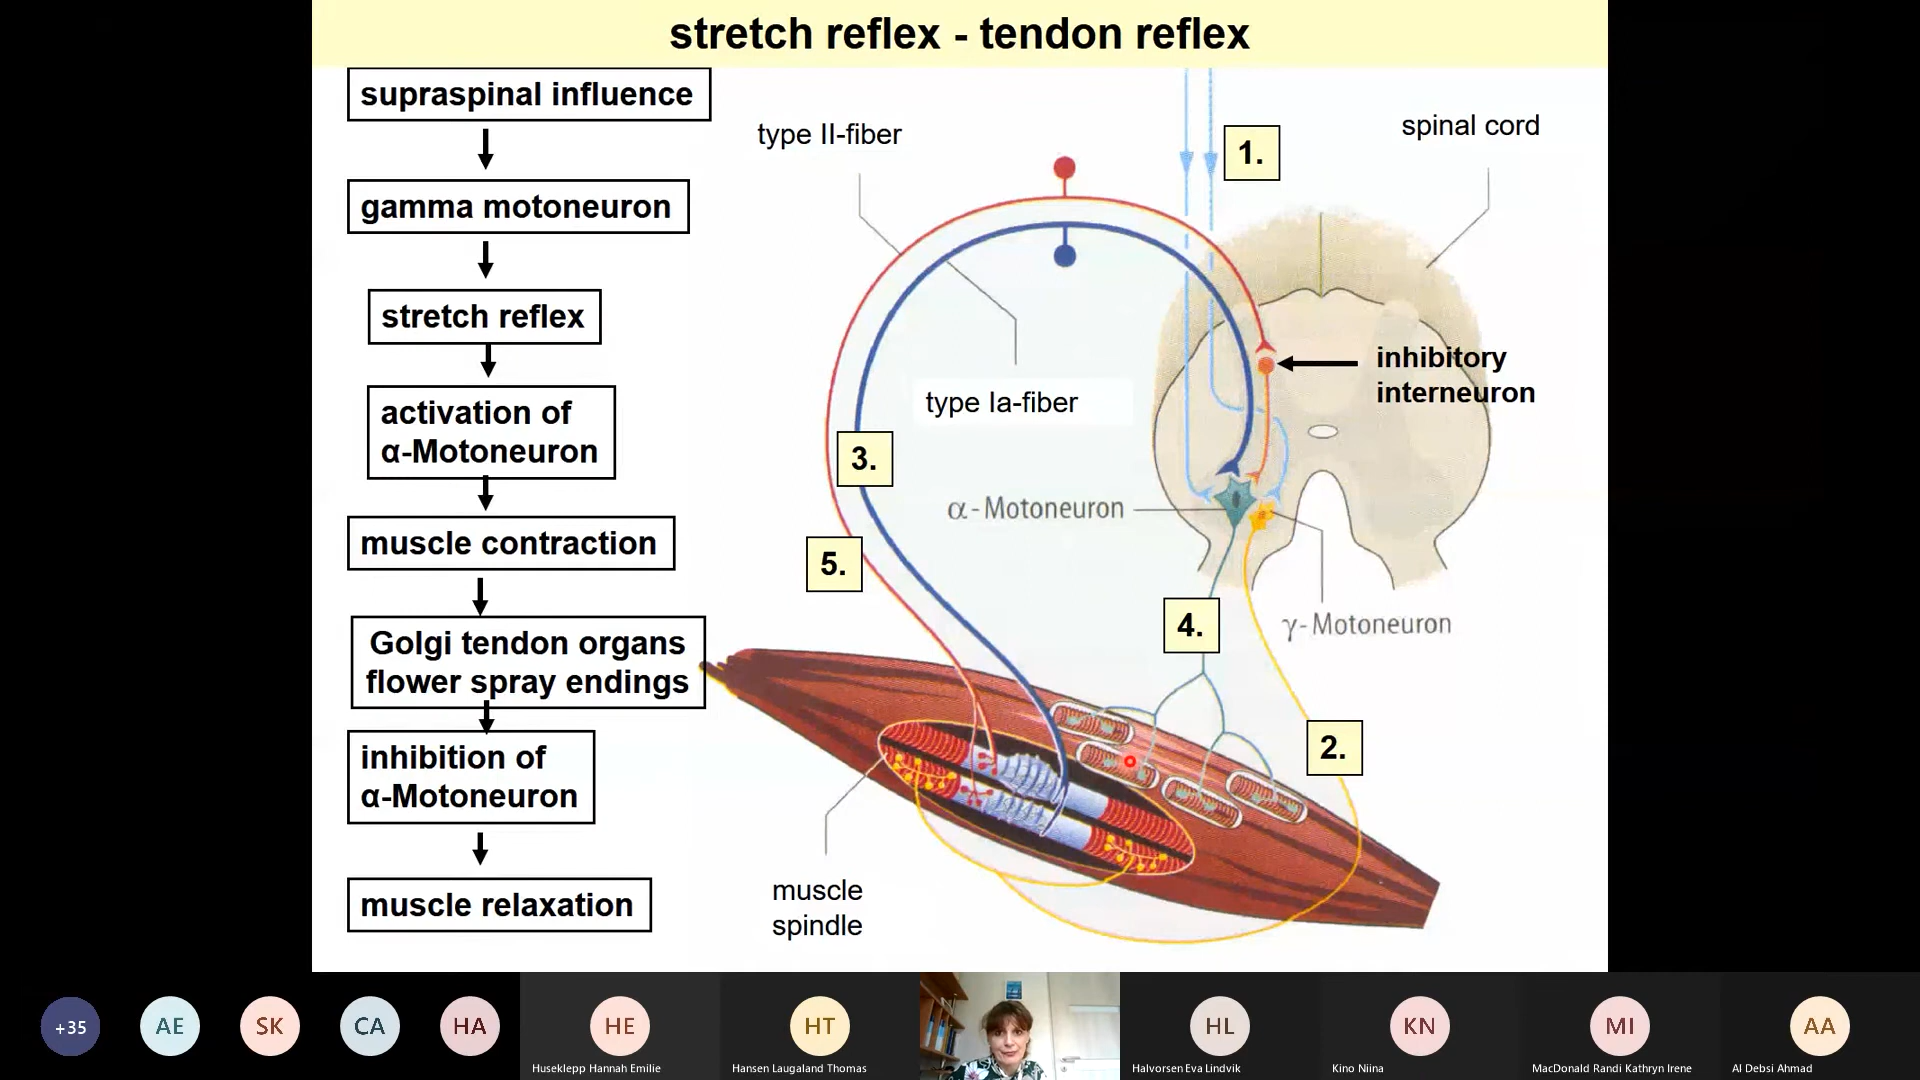 stretch reflex - tendon reflex
supraspinal influence
gamma motoneuron
stretch reflex
activation of
α-Motoneuron
muscle contraction
Golgi tendon organs
flower spray endings
inhibition of
α-Motoneuron
muscle relaxation
type II-fiber
1.
spinal cord
inhibitory
interneuron
type Ia-fiber
3.
α-Motoneuron
5.
4.
γ-Motoneuron
2.
muscle
spindle
+35
AE
SK
CA
HA
HE
Huseklepp Hannah Emilie
HT
Hansen Laugaland Thomas
HL
Halvorsen Eva Lindvik
KN
Kino Niina
MI
MacDonald Randi Kathryn Irene
AA
Al Debsi Ahmad